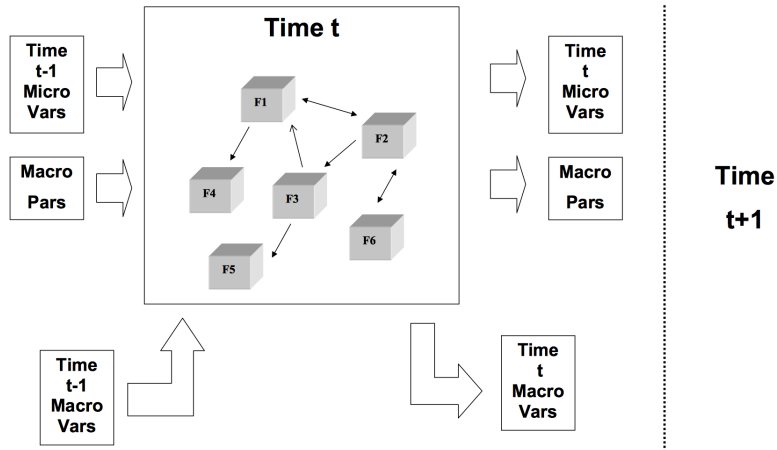 Time t
Time
t-1
Micro
Vars
Macro
Pars
F1
F2
F4
F3
F6
F5
Time
t
Micro
Vars
Macro
Pars
Time
t-1
Macro
Vars
Time
t
Macro
Vars
Time
t+1